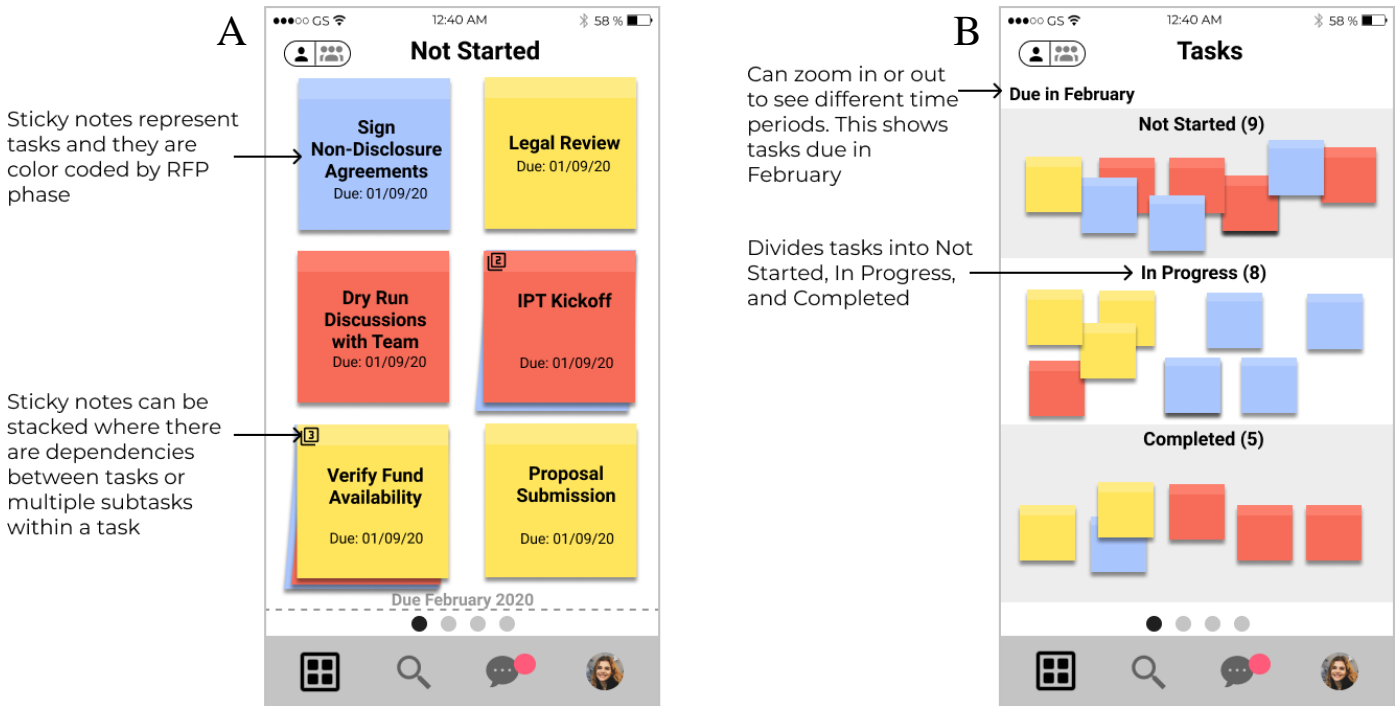 A
GS
12:40 AM
58 %
Not Started
Sticky notes represent
tasks and they are
color coded by RFP
phase
Sign
Non-Disclosure
Agreements
Due: 01/09/20
Legal Review
Due: 01/09/20
Dry Run
Discussions
with Team
Due: 01/09/20
2
IPT Kickoff
Due: 01/09/20
Sticky notes can be
stacked where there
are dependencies
between tasks or
multiple subtasks
within a task
3
Verify Fund
Availability
Due: 01/09/20
Proposal
Submission
Due: 01/09/20
Due February 2020
B
GS
12:40 AM
58 %
Tasks
Can zoom in or out
to see different time
periods. This shows
tasks due in
February
Due in February
Not Started (9)
Divides tasks into Not
Started, In Progress,
and Completed
In Progress (8)
Completed (5)